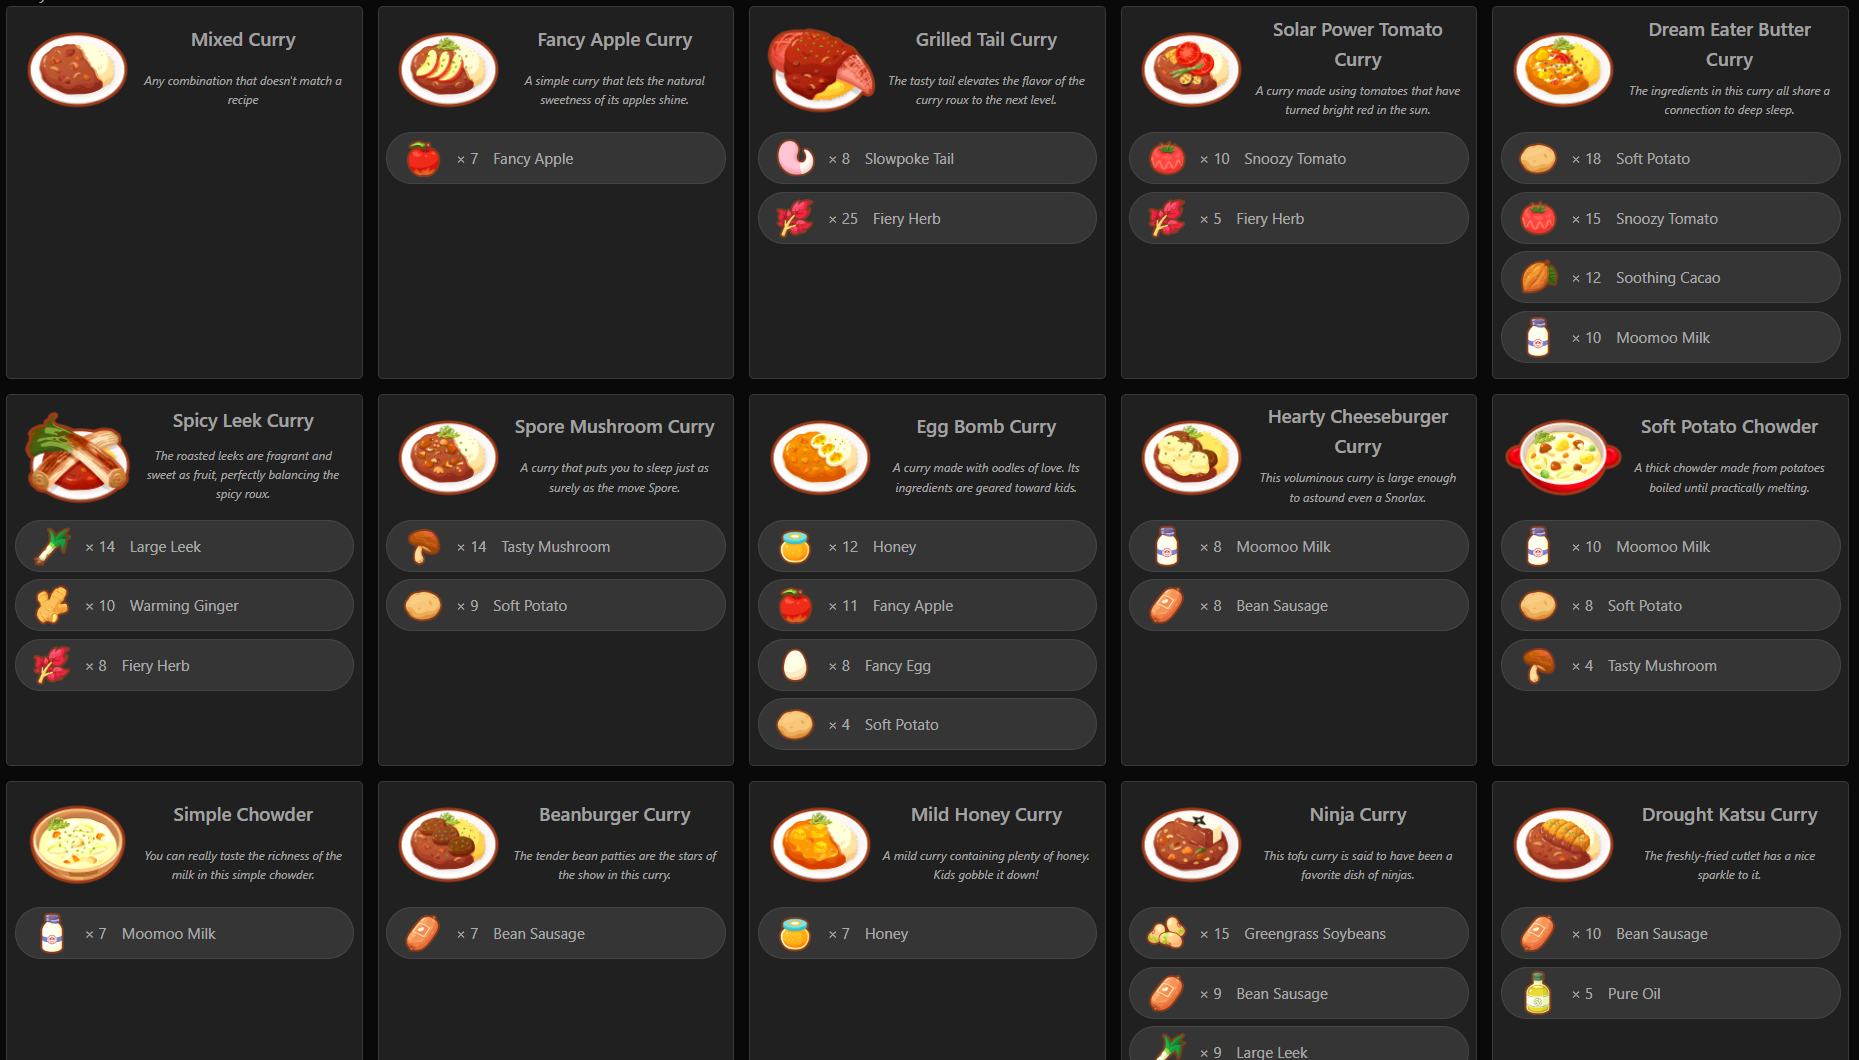 Mixed Curry
Any combination that doesn't match a
recipe
Fancy Apple Curry
A simple curry that lets the natural
sweetness of its apples shine.
× 7 Fancy Apple
Grilled Tail Curry
The tasty tail elevates the flavor of the
curry roux to the next level.
× 8 Slowpoke Tail
× 25 Fiery Herb
Solar Power Tomato
Curry
A curry made using tomatoes that have
turned bright red in the sun.
× 10 Snoozy Tomato
× 5 Fiery Herb
Dream Eater Butter
Curry
The ingredients in this curry all share a
connection to deep sleep.
× 18 Soft Potato
× 15 Snoozy Tomato
× 12 Soothing Cacao
× 10 Moomoo Milk
Spicy Leek Curry
The roasted leeks are fragrant and
sweet as fruit, perfectly balancing the
spicy roux.
× 14 Large Leek
× 10 Warming Ginger
× 8 Fiery Herb
Spore Mushroom Curry
A curry that puts you to sleep just as
surely as the move Spore.
× 14 Tasty Mushroom
× 9 Soft Potato
Egg Bomb Curry
A curry made with oodles of love. Its
ingredients are geared toward kids.
× 12 Honey
× 11 Fancy Apple
× 8 Fancy Egg
× 4 Soft Potato
Hearty Cheeseburger
Curry
This voluminous curry is large enough
to astound even a Snorlax.
× 8 Moomoo Milk
× 8 Bean Sausage
Soft Potato Chowder
A thick chowder made from potatoes
boiled until practically melting.
× 10 Moomoo Milk
× 8 Soft Potato
× 4 Tasty Mushroom
Simple Chowder
You can really taste the richness of the
milk in this simple chowder.
× 7 Moomoo Milk
Beanburger Curry
The tender bean patties are the stars of
the show in this curry.
× 7 Bean Sausage
Mild Honey Curry
A mild curry containing plenty of honey.
Kids gobble it down!
× 7 Honey
Ninja Curry
This tofu curry is said to have been a
favorite dish of ninjas.
× 15 Greengrass Soybeans
× 9 Bean Sausage
× 9 Large Leek
Drought Katsu Curry
The freshly-fried cutlet has a nice
sparkle to it.
× 10 Bean Sausage
× 5 Pure Oil